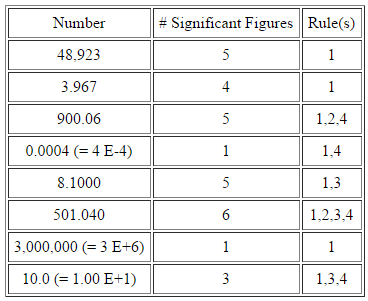 Number # Significant Figures Rule(s)
48,923 5 1
3.967 4 1
900.06 5 1,2,4
0.0004 (= 4 E-4) 1 1,4
8.1000 5 1,3
501.040 6 1,2,3,4
3,000,000 (= 3 E+6) 1 1
10.0 (= 1.00 E+1) 3 1,3,4